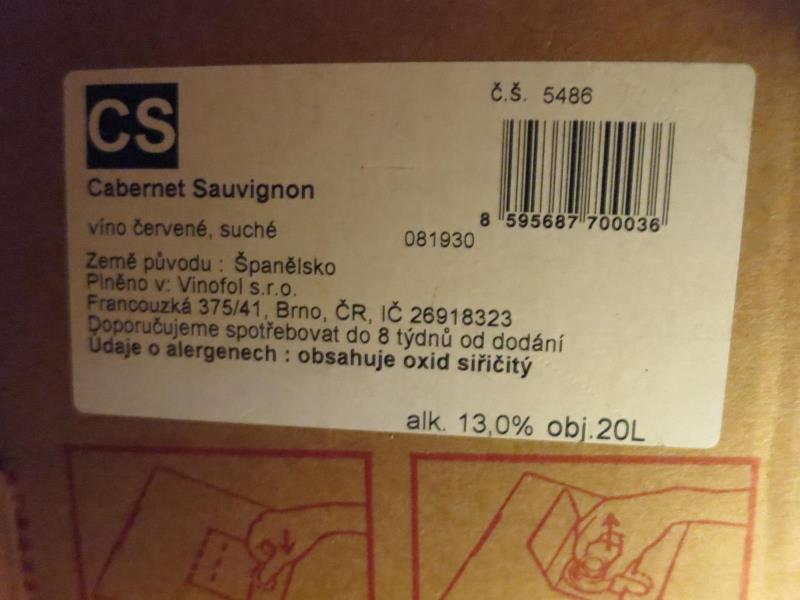 CS
č.š. 5486
Cabernet Sauvignon
8 595687 700036
víno červené, suché
081930
Země původu : Španělsko
Plněno v: Vinofol s.r.o.
Francouzká 375/41, Brno, ČR, IČ 26918323
Doporučujeme spotřebovat do 8 týdnů od dodání
Údaje o alergenech : obsahuje oxid siřičitý
alk. 13,0% obj.20L